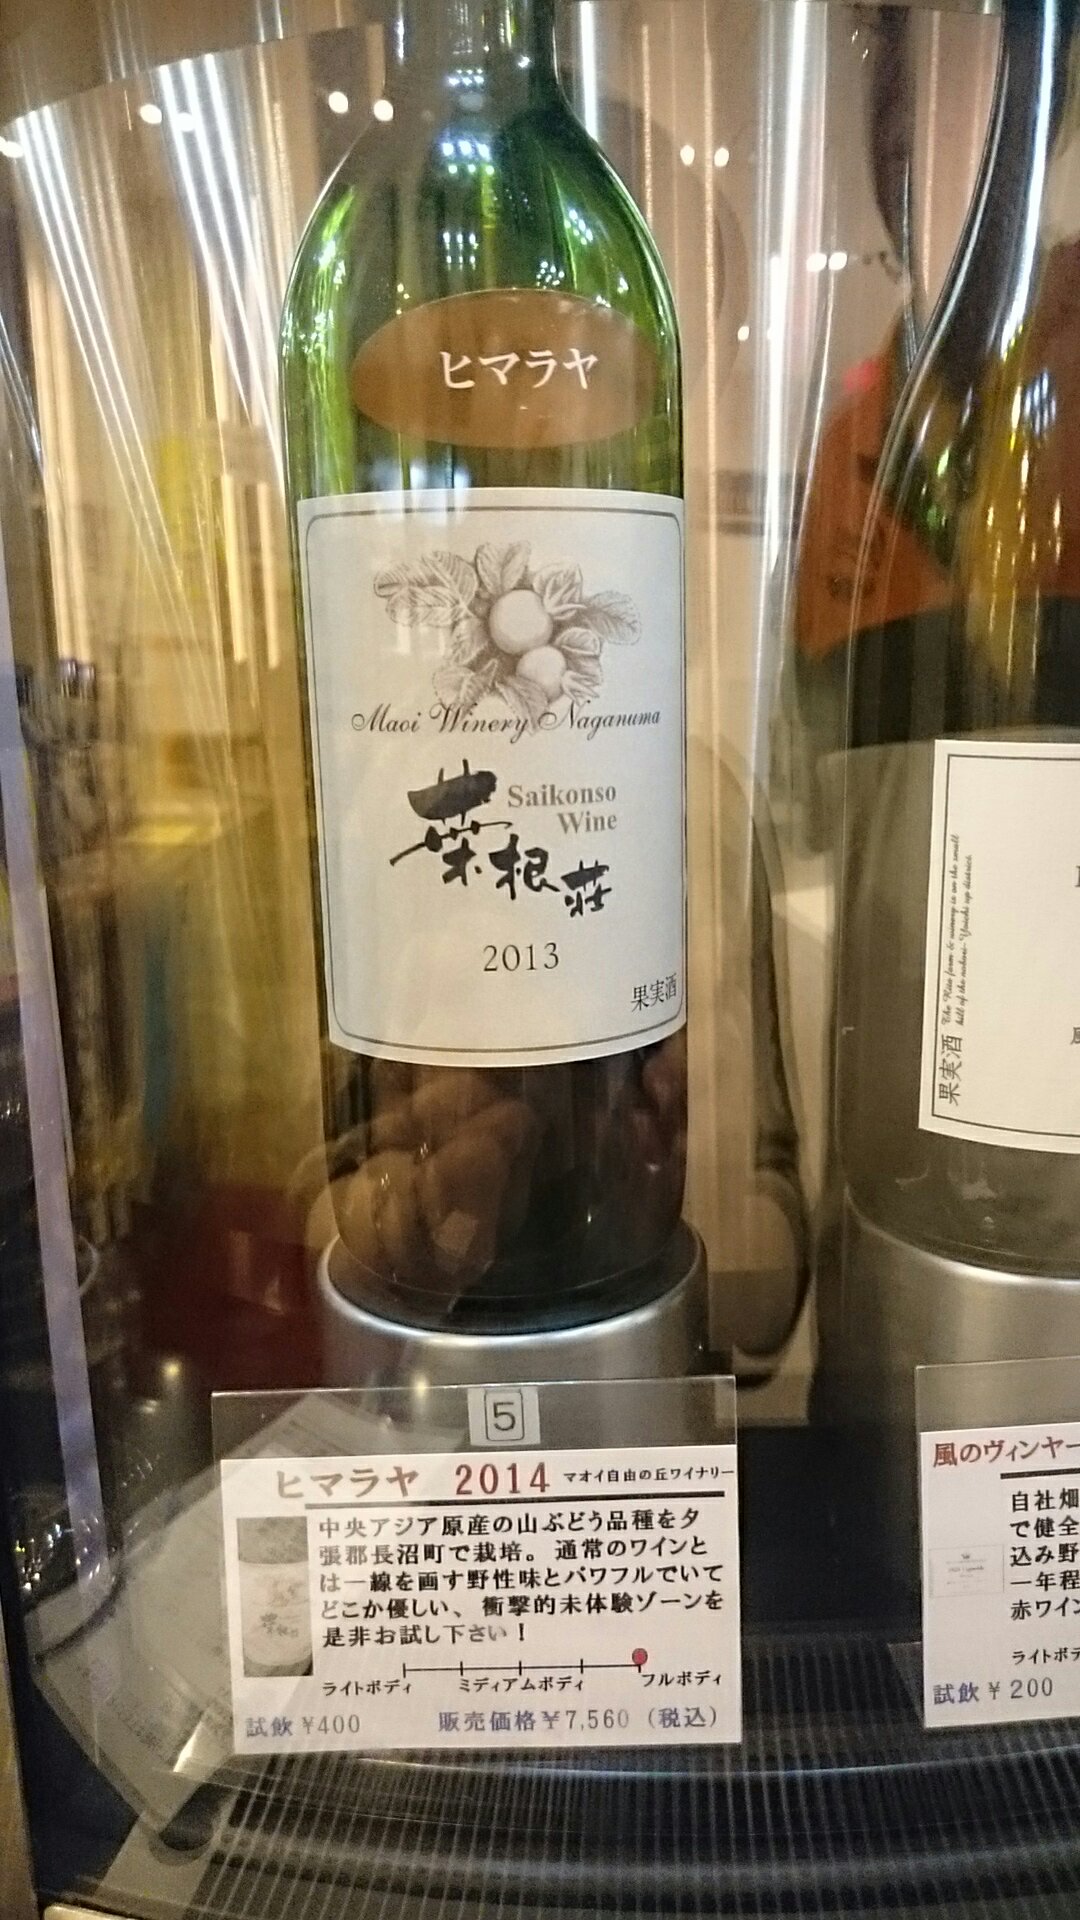 ヒマラヤ
Maoi Winery Naganuma
Saikonso
Wine
菜根荘
2013
果実酒
5
ヒマラヤ 2014 マオイ自由の丘ワイナリー
中央アジア原産の山ぶどう品種を夕
張郡長沼町で栽培。通常のワインと
は一線を画す野性味とパワフルでいて
どこか優しい、衝撃的未体験ゾーンを
是非お試し下さい！
ライトボディ ミディアムボディ フルボディ
試飲￥400 販売価格￥7,560（税込）
果実酒
風のヴィンヤー
自社畑
で健全
込み野
一年程
赤ワイン
ライトボデ
試飲￥200